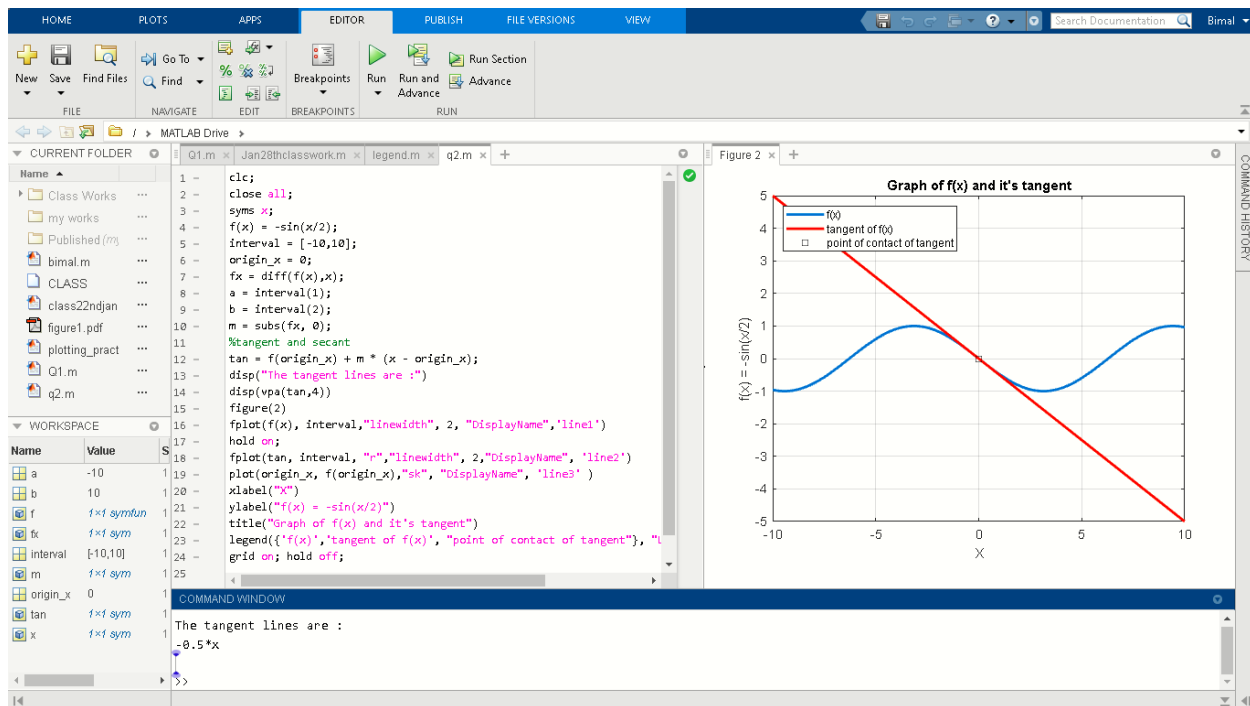 HOME PLOTS APPS EDITOR PUBLISH FILE VERSIONS VIEW Search Documentation Bimal
New Save Find Files Go To Find Breakpoints Run Run and Advance Run Section Advance
FILE NAVIGATE EDIT BREAKPOINTS RUN
/ > MATLAB Drive >
CURRENT FOLDER
Name
Class Works
my works
Published (my
bimal.m
CLASS
class22ndjan
figure1.pdf
plotting_pract
Q1.m
q2.m
WORKSPACE
Name Value S
a -10 1
b 10 1
f 1×1 symfun 1
fx 1×1 sym 1
interval [-10,10] 1
m 1×1 sym 1
origin_x 0 1
tan 1×1 sym 1
x 1×1 sym 1
Q1.m × Jan28thclasswork.m × legend.m × q2.m × +
1 - clc;
2 - close all;
3 - syms x;
4 - f(x) = -sin(x/2);
5 - interval = [-10,10];
6 - origin_x = 0;
7 - fx = diff(f(x),x);
8 - a = interval(1);
9 - b = interval(2);
10 - m = subs(fx, 0);
11 %tangent and secant
12 - tan = f(origin_x) + m * (x - origin_x);
13 - disp("The tangent lines are :")
14 - disp(vpa(tan,4))
15 - figure(2)
16 - fplot(f(x), interval,"linewidth", 2, "DisplayName",'line1')
17 - hold on;
18 - fplot(tan, interval, "r","linewidth", 2,"DisplayName", 'line2')
19 - plot(origin_x, f(origin_x),"sk", "DisplayName", 'line3' )
20 - xlabel("X")
21 - ylabel("f(x) = -sin(x/2)")
22 - title("Graph of f(x) and it's tangent")
23 - legend({'f(x)','tangent of f(x)', "point of contact of tangent"}, "L
24 - grid on; hold off;
25
Figure 2 × +
Graph of f(x) and it's tangent
f(x)
tangent of f(x)
point of contact of tangent
5
4
3
2
1
0
-1
-2
-3
-4
-5
-10 -5 0 5 10
X
f(x) = -sin(x/2)
COMMAND HISTORY
COMMAND WINDOW
The tangent lines are :
-0.5*x
>>